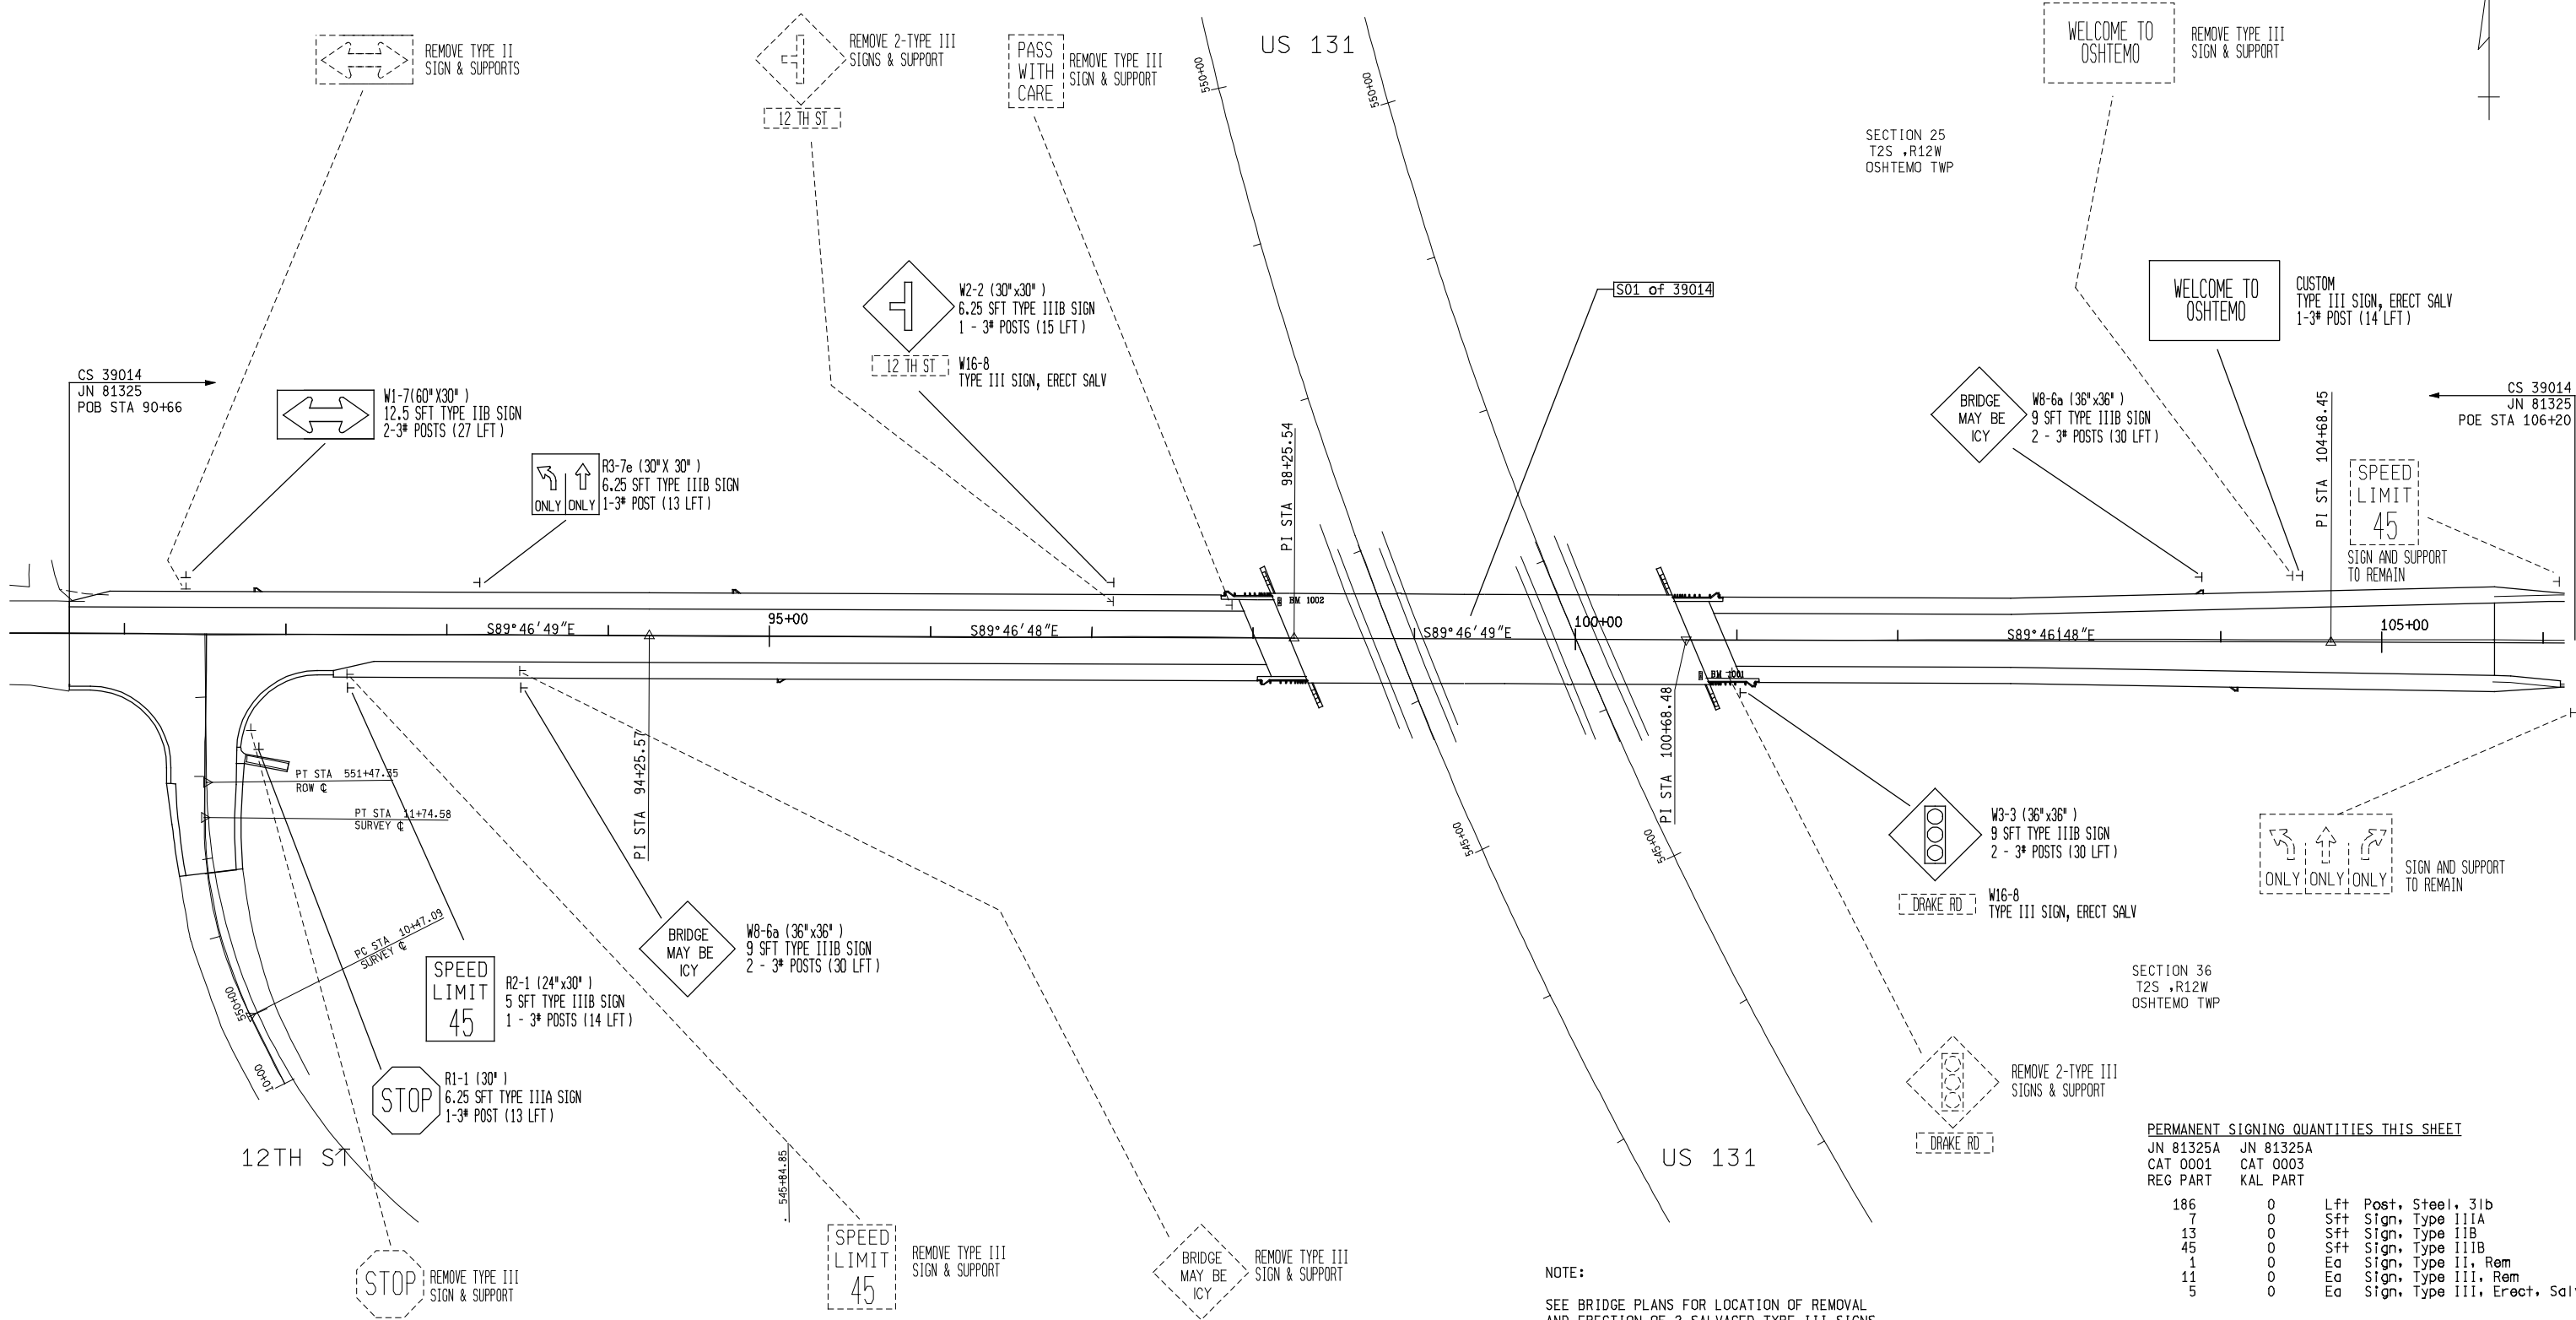 REMOVE TYPE II
SIGN & SUPPORTS
REMOVE 2-TYPE III
SIGNS & SUPPORT
12 TH ST
PASS
WITH
CARE
REMOVE TYPE III
SIGN & SUPPORT
US 131
550+00
550+00
WELCOME TO
OSHTEMO
REMOVE TYPE III
SIGN & SUPPORT
SECTION 25
T2S ,R12W
OSHTEMO TWP
W2-2 (30"x30" )
6.25 SFT TYPE IIIB SIGN
1 - 3# POSTS (15 LFT)
12 TH ST
W16-8
TYPE III SIGN, ERECT SALV
S01 of 39014
WELCOME TO
OSHTEMO
CUSTOM
TYPE III SIGN, ERECT SALV
1-3# POST (14 LFT)
CS 39014
JN 81325
POB STA 90+66
W1-7(60"X30" )
12.5 SFT TYPE IIB SIGN
2-3# POSTS (27 LFT)
ONLY ONLY
R3-7e (30"X 30" )
6.25 SFT TYPE IIIB SIGN
1-3# POST (13 LFT)
BRIDGE
MAY BE
ICY
W8-6a (36"x36" )
9 SFT TYPE IIIB SIGN
2 - 3# POSTS (30 LFT)
CS 39014
JN 81325
POE STA 106+20
PI STA 98+25.54
PI STA 104+68.45
SPEED
LIMIT
45
SIGN AND SUPPORT
TO REMAIN
BM 1002
S89°46'49"E
95+00
S89°46'48"E
S89°46'49"E
100+00
S89°46'48"E
105+00
BM 1001
PI STA 94+25.57
PI STA 100+68.48
PT STA 551+47.35
ROW ℄
PT STA 11+74.58
SURVEY ℄
PC STA 10+47.09
SURVEY ℄
550+00
10+00
545+00
545+00
W3-3 (36"x36" )
9 SFT TYPE IIIB SIGN
2 - 3# POSTS (30 LFT)
DRAKE RD
W16-8
TYPE III SIGN, ERECT SALV
ONLY ONLY ONLY
SIGN AND SUPPORT
TO REMAIN
BRIDGE
MAY BE
ICY
W8-6a (36"x36" )
9 SFT TYPE IIIB SIGN
2 - 3# POSTS (30 LFT)
SPEED
LIMIT
45
R2-1 (24"x30" )
5 SFT TYPE IIIB SIGN
1 - 3# POSTS (14 LFT)
SECTION 36
T2S ,R12W
OSHTEMO TWP
STOP
R1-1 (30" )
6.25 SFT TYPE IIIA SIGN
1-3# POST (13 LFT)
12TH ST
545+84.85
US 131
REMOVE 2-TYPE III
SIGNS & SUPPORT
DRAKE RD
STOP
REMOVE TYPE III
SIGN & SUPPORT
SPEED
LIMIT
45
REMOVE TYPE III
SIGN & SUPPORT
BRIDGE
MAY BE
ICY
REMOVE TYPE III
SIGN & SUPPORT
NOTE:
SEE BRIDGE PLANS FOR LOCATION OF REMOVAL
AND ERECTION OF 2 SALVAGED TYPE III SIGNS
PERMANENT SIGNING QUANTITIES THIS SHEET
JN 81325A JN 81325A
CAT 0001 CAT 0003
REG PART KAL PART
186 0 Lft Post, Steel, 3lb
7 0 Sft Sign, Type IIIA
13 0 Sft Sign, Type IIB
45 0 Sft Sign, Type IIIB
1 0 Ea Sign, Type II, Rem
11 0 Ea Sign, Type III, Rem
5 0 Ea Sign, Type III, Erect, Sal